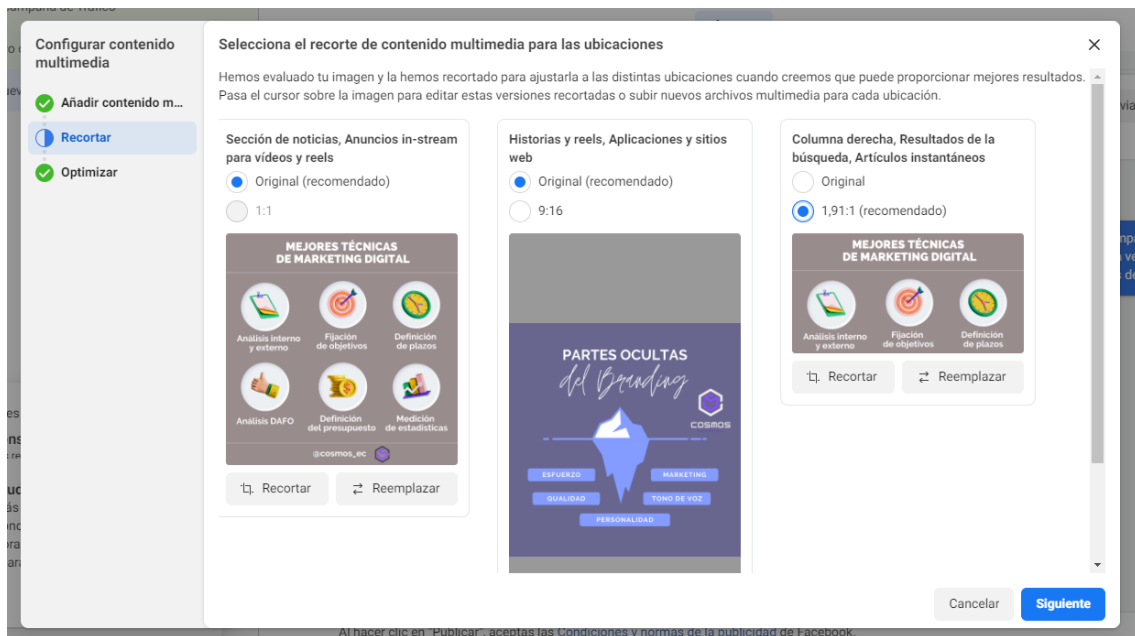 Campaña de Tráfico
Configurar contenido
multimedia
Añadir contenido m...
Recortar
Optimizar
Selecciona el recorte de contenido multimedia para las ubicaciones
Hemos evaluado tu imagen y la hemos recortado para ajustarla a las distintas ubicaciones cuando creemos que puede proporcionar mejores resultados.
Pasa el cursor sobre la imagen para editar estas versiones recortadas o subir nuevos archivos multimedia para cada ubicación.
Sección de noticias, Anuncios in-stream
para vídeos y reels
Original (recomendado)
1:1
MEJORES TÉCNICAS
DE MARKETING DIGITAL
Análisis interno
y externo
Fijación
de objetivos
Definición
de plazos
Análisis DAFO
Definición
del presupuesto
Medición
de estadísticas
@cosmos_ec
Recortar
Reemplazar
Historias y reels, Aplicaciones y sitios
web
Original (recomendado)
9:16
PARTES OCULTAS
del Branding
COSMOS
ESFUERZO
MARKETING
QUALIDAD
TONO DE VOZ
PERSONALIDAD
Columna derecha, Resultados de la
búsqueda, Artículos instantáneos
Original
1,91:1 (recomendado)
MEJORES TÉCNICAS
DE MARKETING DIGITAL
Análisis interno
y externo
Fijación
de objetivos
Definición
de plazos
Recortar
Reemplazar
Cancelar
Siguiente
Al hacer clic en "Publicar", aceptas las Condiciones y normas de la publicidad de Facebook.